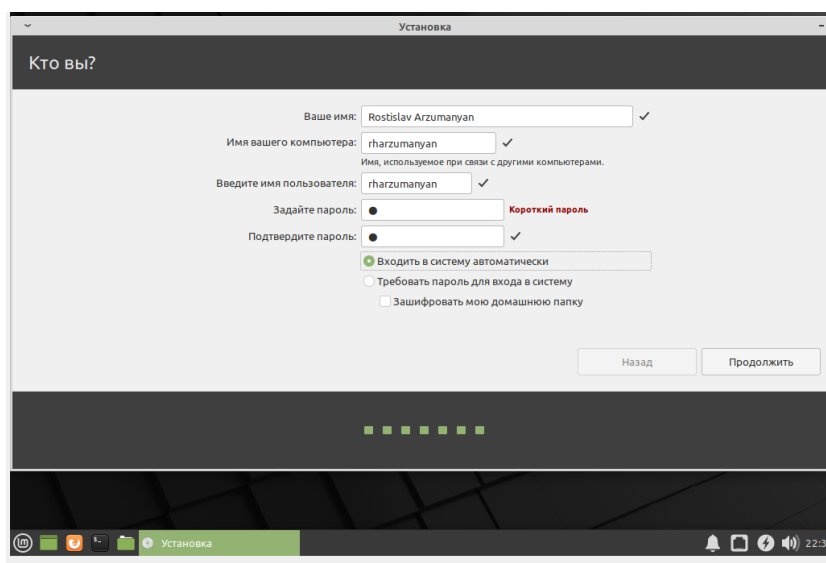 Установка
Кто вы?
Ваше имя: Rostislav Arzumanyan
Имя вашего компьютера: rharzumanyan
Имя, используемое при связи с другими компьютерами.
Введите имя пользователя: rharzumanyan
Задайте пароль: Короткий пароль
Подтвердите пароль:
Входить в систему автоматически
Требовать пароль для входа в систему
Зашифровать мою домашнюю папку
Назад Продолжить
Установка